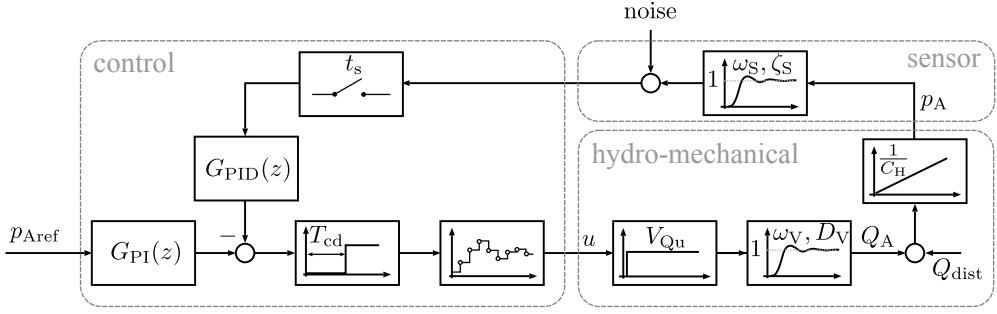 noise
control
sensor
t_s
1
ω_S, ζ_S
p_A
G_PID(z)
hydro-mechanical
1/C_H
p_Aref
G_PI(z)
−
T_cd
u
V_Qu
1
ω_V, D_V
Q_A
Q_dist